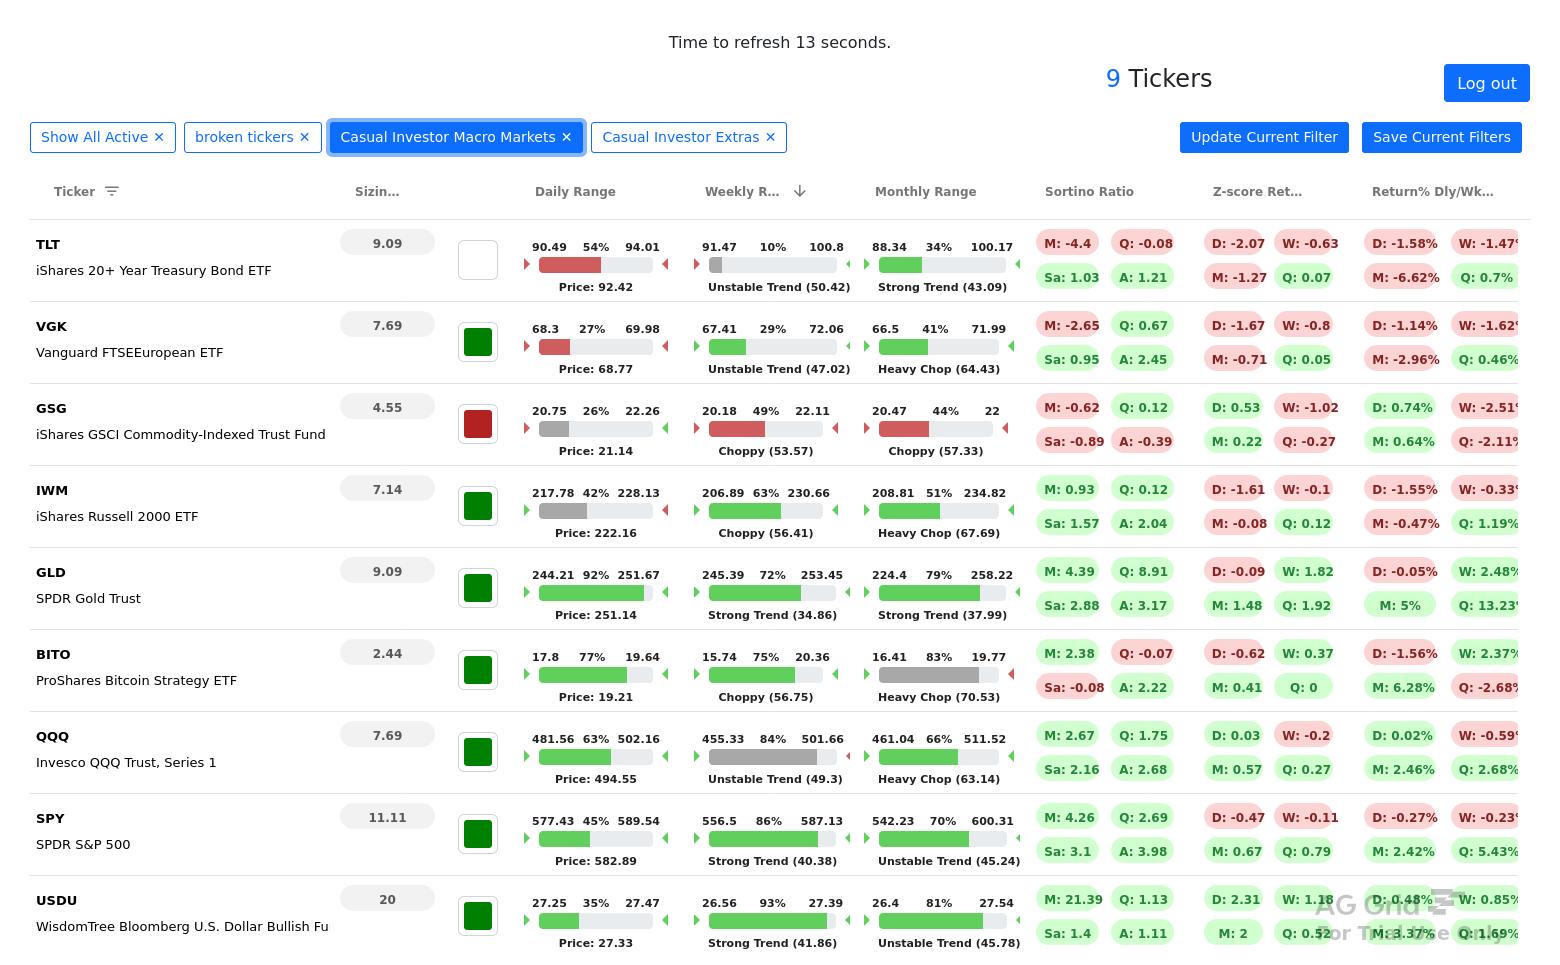 Time to refresh 13 seconds.
9 Tickers
Log out
Show All Active ✕ broken tickers ✕ Casual Investor Macro Markets ✕ Casual Investor Extras ✕ Update Current Filter Save Current Filters
Ticker Sizin… Daily Range Weekly R… Monthly Range Sortino Ratio Z-score Ret… Return% Dly/Wk…
TLT 9.09 90.49 54% 94.01 91.47 10% 100.8 88.34 34% 100.17 M: -4.4 Q: -0.08 D: -2.07 W: -0.63 D: -1.58% W: -1.47%
iShares 20+ Year Treasury Bond ETF Sa: 1.03 A: 1.21 M: -1.27 Q: 0.07 M: -6.62% Q: 0.7%
Price: 92.42 Unstable Trend (50.42) Strong Trend (43.09)
VGK 7.69 68.3 27% 69.98 67.41 29% 72.06 66.5 41% 71.99 M: -2.65 Q: 0.67 D: -1.67 W: -0.8 D: -1.14% W: -1.62%
Vanguard FTSEEuropean ETF Sa: 0.95 A: 2.45 M: -0.71 Q: 0.05 M: -2.96% Q: 0.46%
Price: 68.77 Unstable Trend (47.02) Heavy Chop (64.43)
GSG 4.55 20.75 26% 22.26 20.18 49% 22.11 20.47 44% 22 M: -0.62 Q: 0.12 D: 0.53 W: -1.02 D: 0.74% W: -2.51%
iShares GSCI Commodity-Indexed Trust Fund Sa: -0.89 A: -0.39 M: 0.22 Q: -0.27 M: 0.64% Q: -2.11%
Price: 21.14 Choppy (53.57) Choppy (57.33)
IWM 7.14 217.78 42% 228.13 206.89 63% 230.66 208.81 51% 234.82 M: 0.93 Q: 0.12 D: -1.61 W: -0.1 D: -1.55% W: -0.33%
iShares Russell 2000 ETF Sa: 1.57 A: 2.04 M: -0.08 Q: 0.12 M: -0.47% Q: 1.19%
Price: 222.16 Choppy (56.41) Heavy Chop (67.69)
GLD 9.09 244.21 92% 251.67 245.39 72% 253.45 224.4 79% 258.22 M: 4.39 Q: 8.91 D: -0.09 W: 1.82 D: -0.05% W: 2.48%
SPDR Gold Trust Sa: 2.88 A: 3.17 M: 1.48 Q: 1.92 M: 5% Q: 13.23%
Price: 251.14 Strong Trend (34.86) Strong Trend (37.99)
BITO 2.44 17.8 77% 19.64 15.74 75% 20.36 16.41 83% 19.77 M: 2.38 Q: -0.07 D: -0.62 W: 0.37 D: -1.56% W: 2.37%
ProShares Bitcoin Strategy ETF Sa: -0.08 A: 2.22 M: 0.41 Q: 0 M: 6.28% Q: -2.68%
Price: 19.21 Choppy (56.75) Heavy Chop (70.53)
QQQ 7.69 481.56 63% 502.16 455.33 84% 501.66 461.04 66% 511.52 M: 2.67 Q: 1.75 D: 0.03 W: -0.2 D: 0.02% W: -0.59%
Invesco QQQ Trust, Series 1 Sa: 2.16 A: 2.68 M: 0.57 Q: 0.27 M: 2.46% Q: 2.68%
Price: 494.55 Unstable Trend (49.3) Heavy Chop (63.14)
SPY 11.11 577.43 45% 589.54 556.5 86% 587.13 542.23 70% 600.31 M: 4.26 Q: 2.69 D: -0.47 W: -0.11 D: -0.27% W: -0.23%
SPDR S&P 500 Sa: 3.1 A: 3.98 M: 0.67 Q: 0.79 M: 2.42% Q: 5.43%
Price: 582.89 Strong Trend (40.38) Unstable Trend (45.24)
USDU 20 27.25 35% 27.47 26.56 93% 27.39 26.4 81% 27.54 M: 21.39 Q: 1.13 D: 2.31 W: 1.18 D: 0.48% W: 0.85%
AG Grid
WisdomTree Bloomberg U.S. Dollar Bullish Fu Sa: 1.4 A: 1.11 M: 2 Q: 0.52 M: 3.37% Q: 1.69%
For Trial Use Only
Price: 27.33 Strong Trend (41.86) Unstable Trend (45.78)